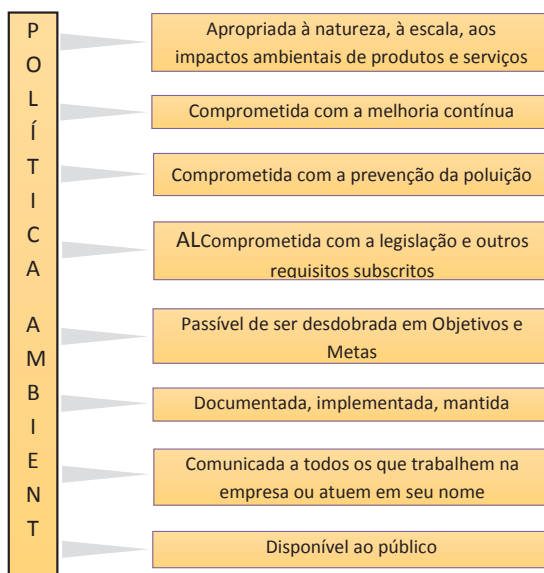 POLÍTICA AMBIENT
Apropriada à natureza, à escala, aos
impactos ambientais de produtos e serviços
Comprometida com a melhoria contínua
Comprometida com a prevenção da poluição
ALComprometida com a legislação e outros
requisitos subscritos
Passível de ser desdobrada em Objetivos e
Metas
Documentada, implementada, mantida
Comunicada a todos os que trabalhem na
empresa ou atuem em seu nome
Disponível ao público